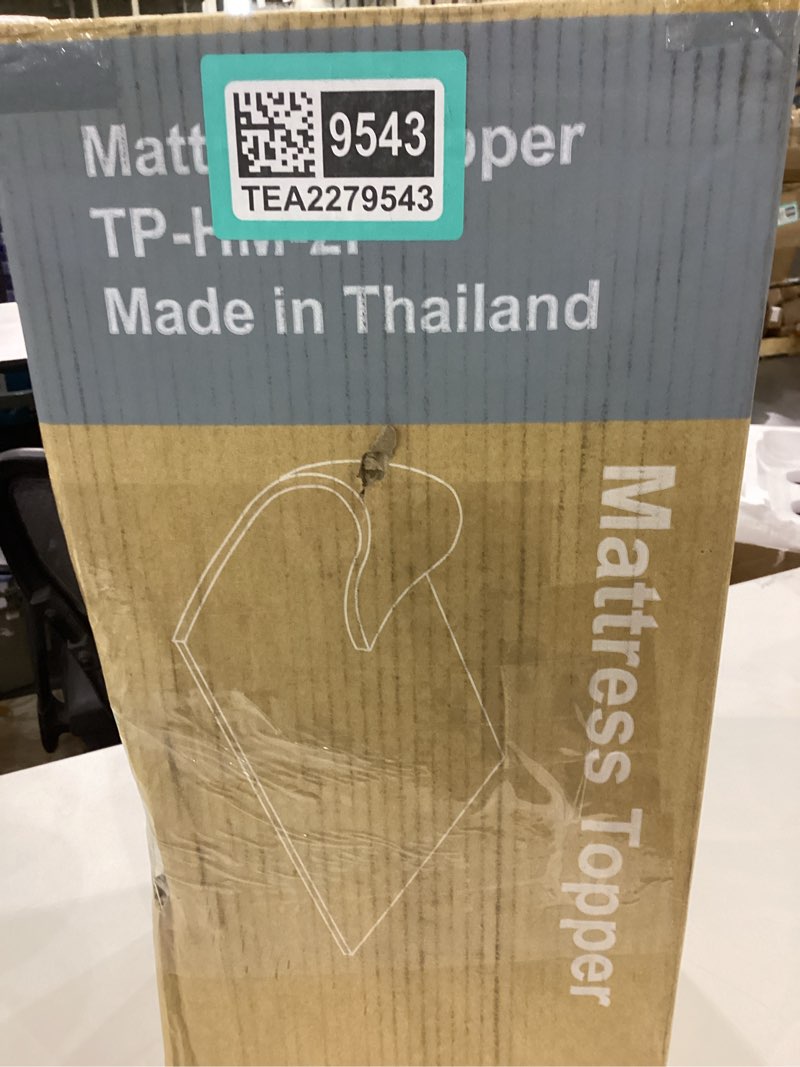 9543
TEA2279543
Made in Thailand
Mattress Topper